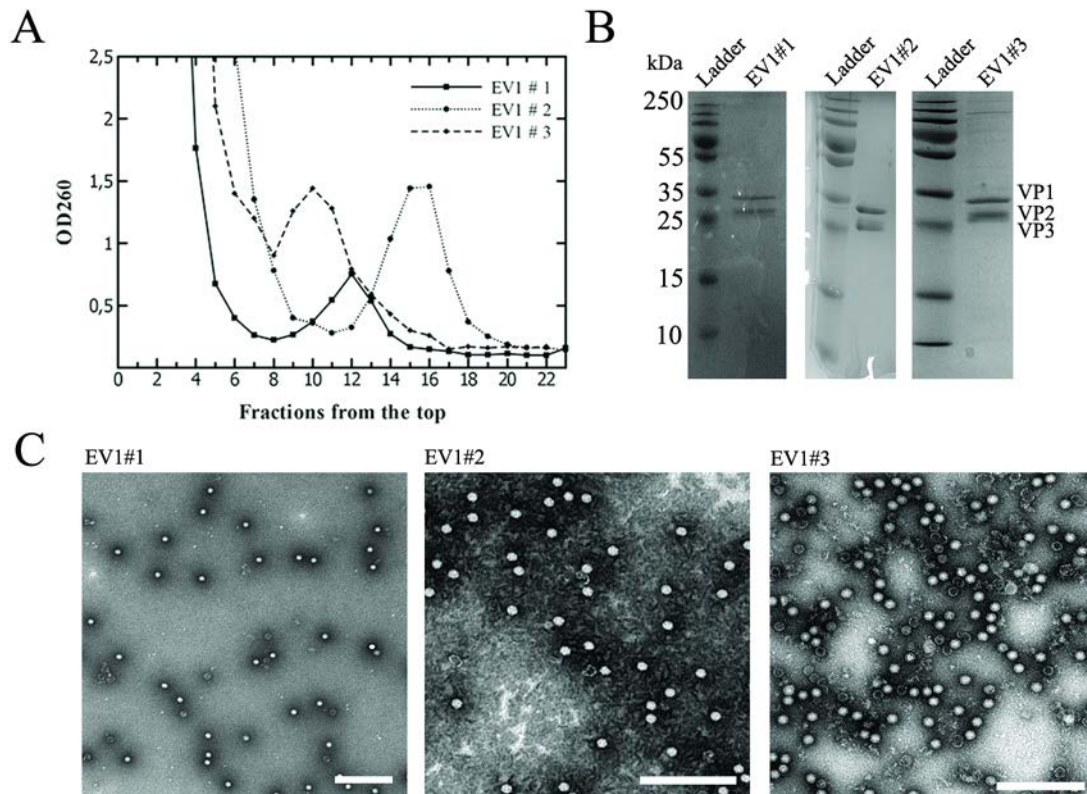 A
2,5
2
1,5
1
0,5
OD260
0 2 4 6 8 10 12 14 16 18 20 22
Fractions from the top
EV1 # 1
EV1 # 2
EV1 # 3
B
kDa
Ladder
EV1#1
Ladder
EV1#2
Ladder
EV1#3
250
55
35
25
15
10
VP1
VP2
VP3
C
EV1#1
EV1#2
EV1#3